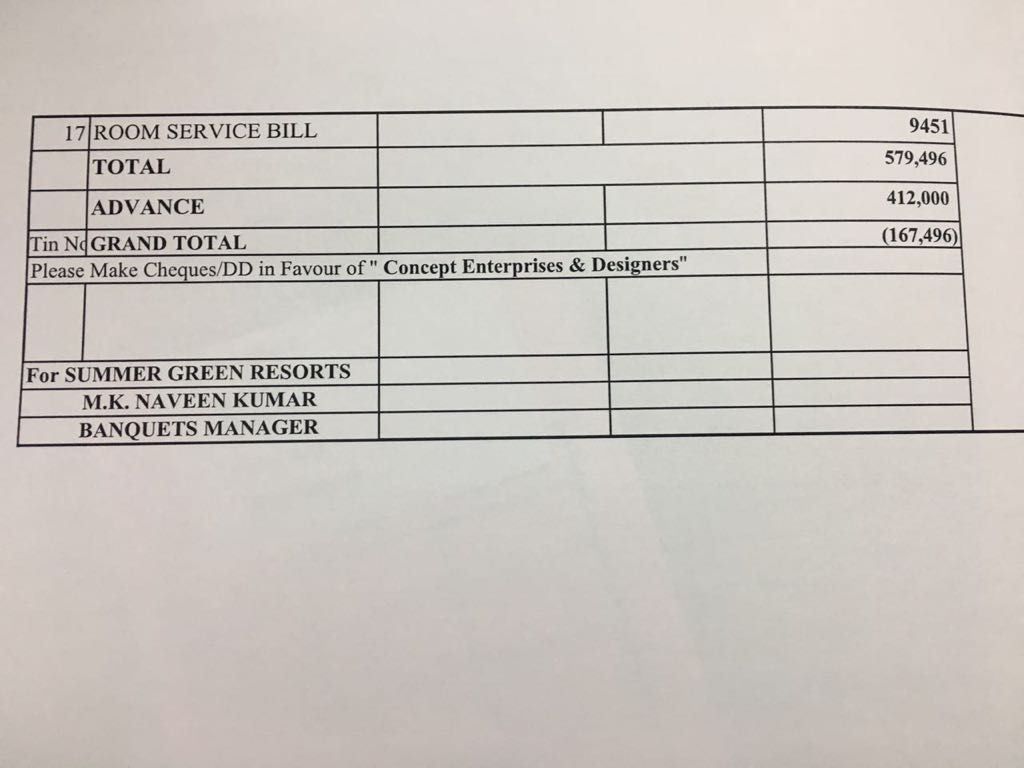 17 ROOM SERVICE BILL 9451
TOTAL 579,496
ADVANCE 412,000
Tin No GRAND TOTAL (167,496)
Please Make Cheques/DD in Favour of " Concept Enterprises & Designers"
For SUMMER GREEN RESORTS
M.K. NAVEEN KUMAR
BANQUETS MANAGER